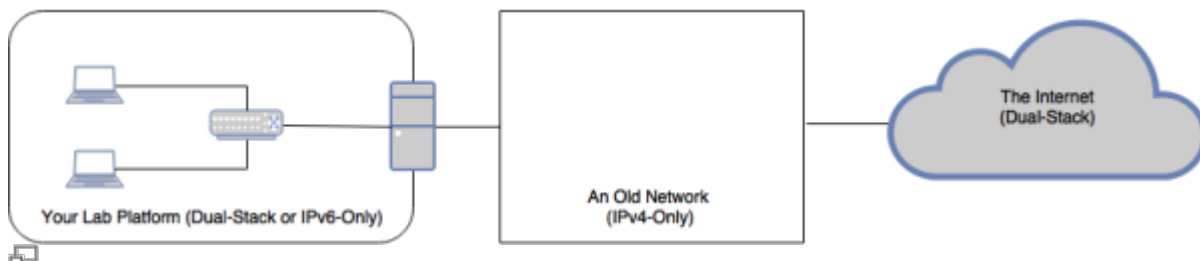 The Internet
(Dual-Stack)
An Old Network
(IPv4-Only)
Your Lab Platform (Dual-Stack or IPv6-Only)